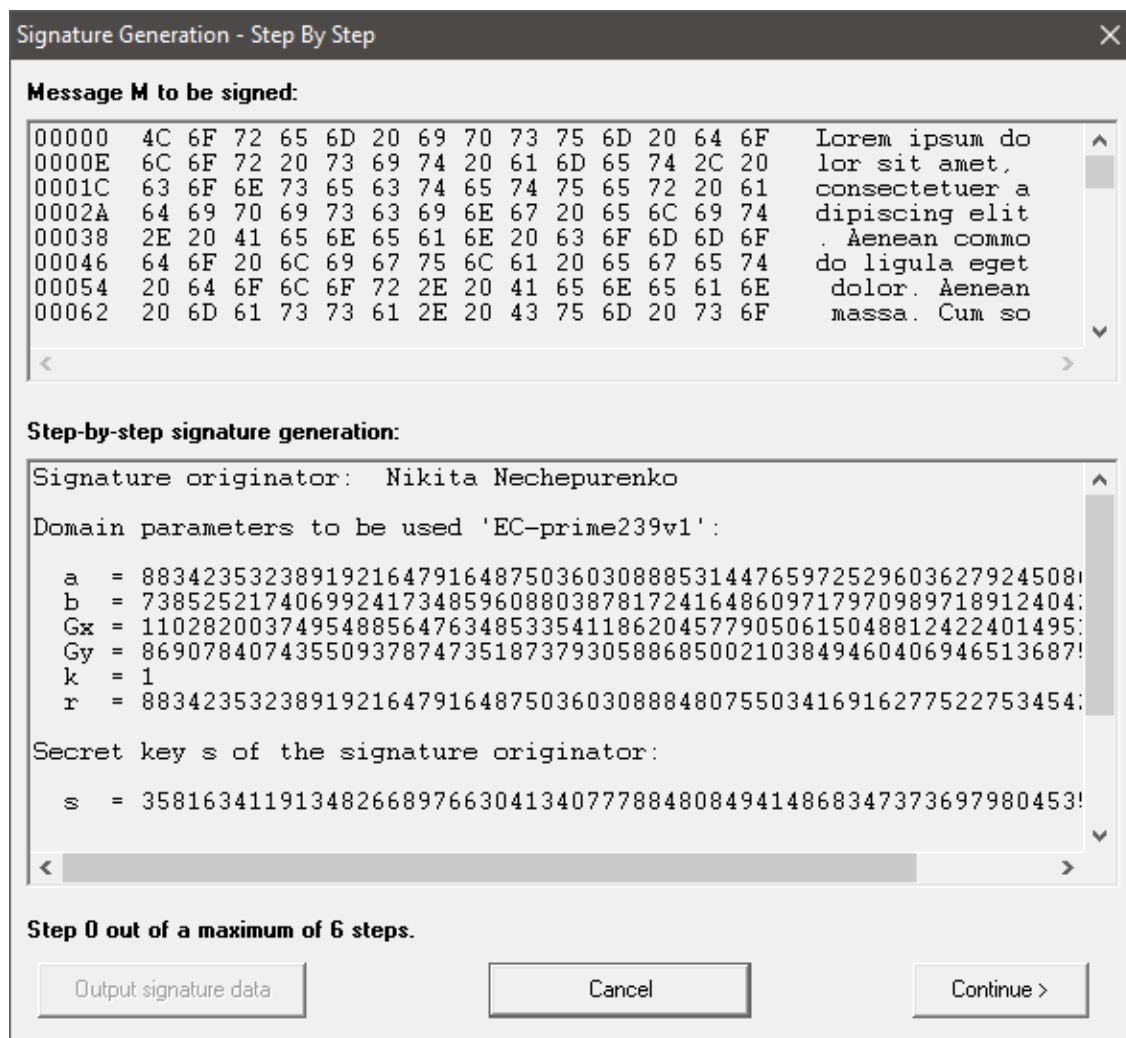 Signature Generation - Step By Step
Message M to be signed:
00000 4C 6F 72 65 6D 20 69 70 73 75 6D 20 64 6F Lorem ipsum do
0000E 6C 6F 72 20 73 69 74 20 61 6D 65 74 2C 20 lor sit amet,
0001C 63 6F 6E 73 65 63 74 65 74 75 65 72 20 61 consectetuer a
0002A 64 69 70 69 73 63 69 6E 67 20 65 6C 69 74 dipiscing elit
00038 2E 20 41 65 6E 65 61 6E 20 63 6F 6D 6D 6F . Aenean commo
00046 64 6F 20 6C 69 67 75 6C 61 20 65 67 65 74 do ligula eget
00054 20 64 6F 6C 6F 72 2E 20 41 65 6E 65 61 6E dolor. Aenean
00062 20 6D 61 73 73 61 2E 20 43 75 6D 20 73 6F massa. Cum so
Step-by-step signature generation:
Signature originator: Nikita Nechepurenko
Domain parameters to be used 'EC-prime239v1':
a = 8834235323891921647916487503603088853144765972529603627924508
b = 7385252174069924173485960880387817241648609717970989718912404
Gx = 1102820037495488564763485335411862045779050615048812422401495
Gy = 8690784074355093787473518737930588685002103849460406946513687
k = 1
r = 8834235323891921647916487503603088848075503416916277522753454
Secret key s of the signature originator:
s = 3581634119134826689766304134077788480849414868347373697980453
Step 0 out of a maximum of 6 steps.
Output signature data
Cancel
Continue >